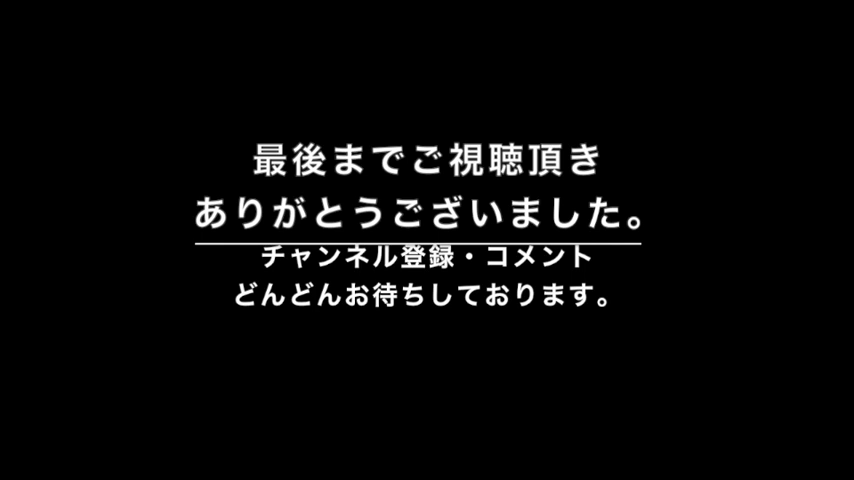 最後までご視聴頂き
ありがとうございました。
チャンネル登録・コメント
どんどんお待ちしております。